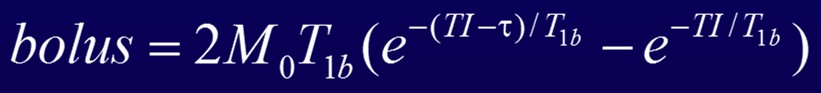 bolus = 2M₀T₁b(e^{-(TI-τ)/T₁b} − e^{-TI/T₁b})